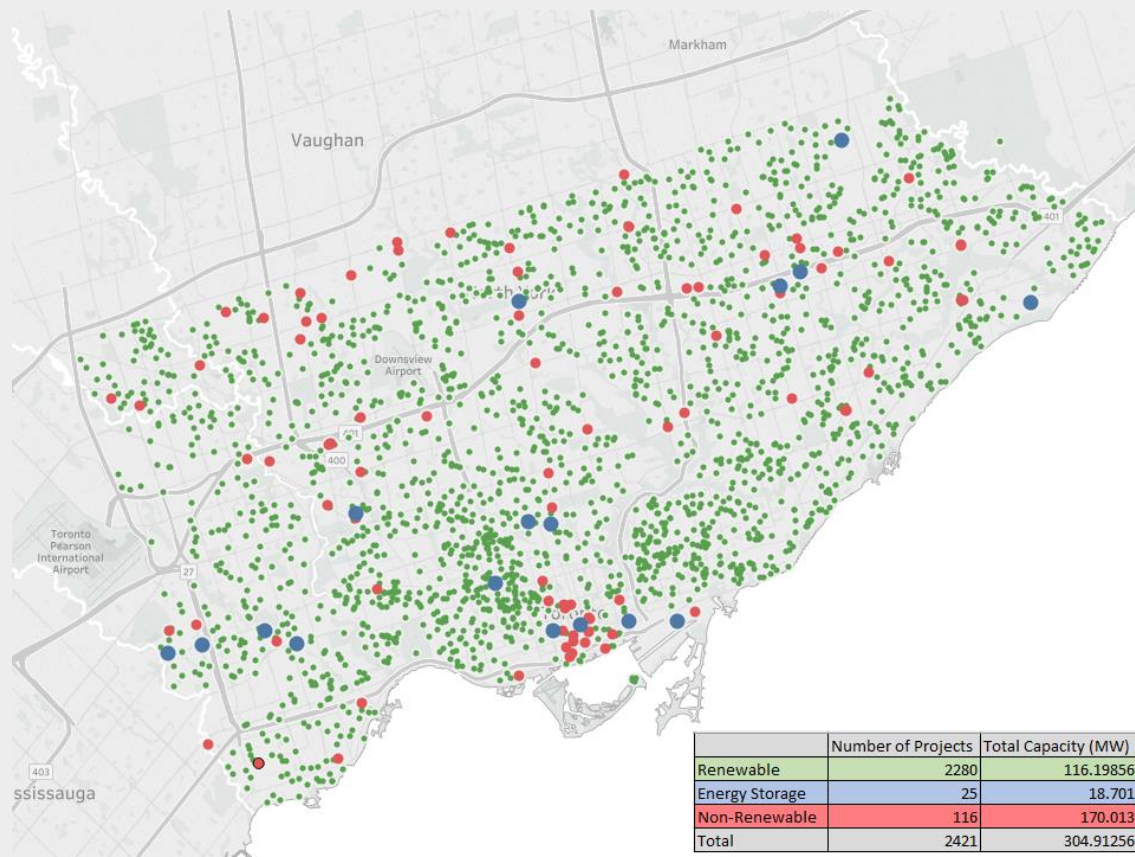 Markham
Vaughan
401
North York
Downsview
Airport
401
400
Toronto
Pearson
International
Airport
27
Toronto
403
ssissauga
Number of Projects Total Capacity (MW)
Renewable 2280 116.19856
Energy Storage 25 18.701
Non-Renewable 116 170.013
Total 2421 304.91256